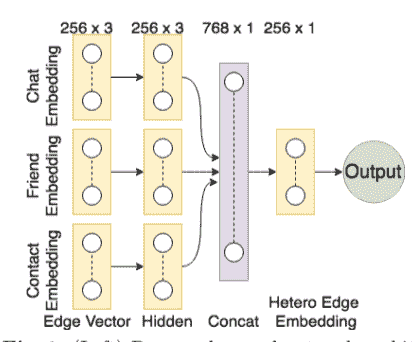 256 x 3 256 x 3 768 x 1 256 x 1
Chat
Embedding
Friend
Embedding
Contact
Embedding
Output
Edge Vector Hidden Concat Hetero Edge
Embedding